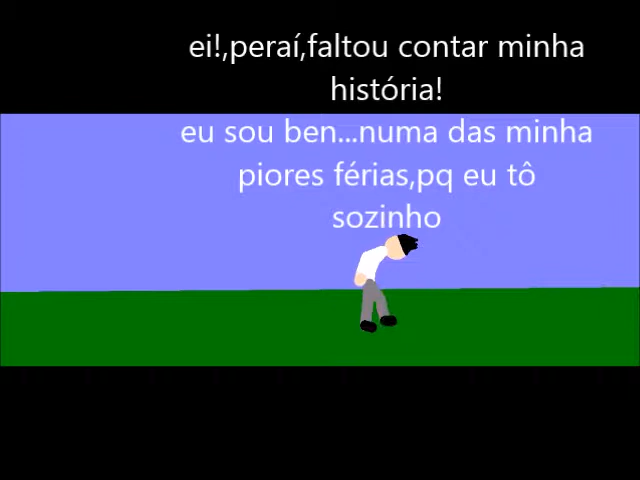 ei!,peraí,faltou contar minha
história!
eu sou ben...numa das minha
piores férias,pq eu tô
sozinho